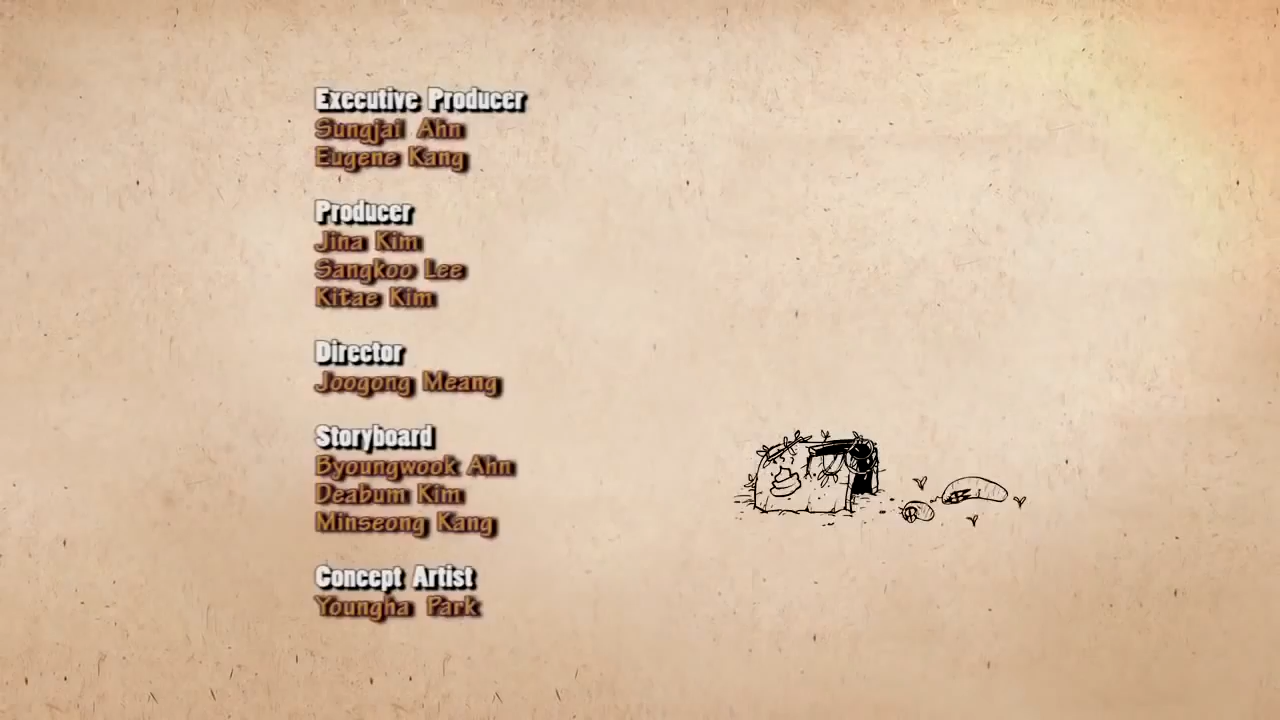 Executive Producer
Sungjai Ahn
Eugene Kang
Producer
Jina Kim
Sangkoo Lee
Kitae Kim
Director
Joogong Meang
Storyboard
Byoungwook Ahn
Deabum Kim
Minseong Kang
Concept Artist
Youngha Park